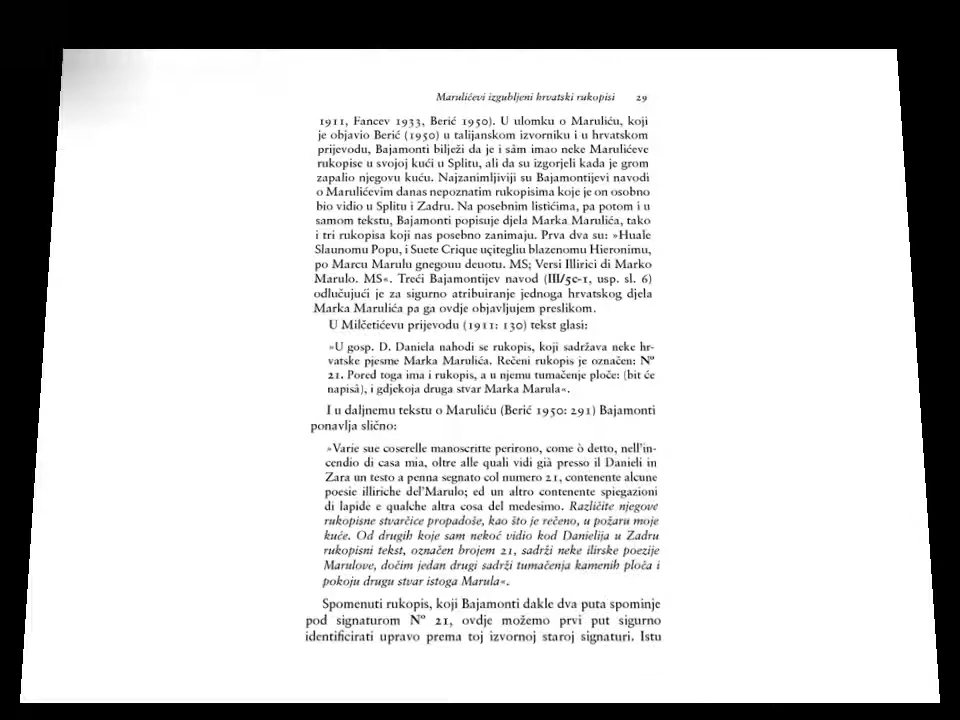 Marulićevi izgubljeni hrvatski rukopisi 29
1911, Fancev 1933, Berić 1950). U ulomku o Maruliću, koji
je objavio Berić (1950) u talijanskom izvorniku i u hrvatskom
prijevodu, Bajamonti bilježi da je i sâm imao neke Marulićeve
rukopise u svojoj kući u Splitu, ali da su izgorjeli kada je grom
zapalio njegovu kuću. Najzanimljiviji su Bajamontijevi navodi
o Marulićevim danas nepoznatim rukopisima koje je on osobno
bio vidio u Splitu i Zadru. Na posebnim listićima, pa potom i u
samom tekstu, Bajamonti popisuje djela Marka Marulića, tako
i tri rukopisa koji nas posebno zanimaju. Prva dva su: »Huale
Slaunomu Popu, i Suete Crique uçitegliu blazenomu Hieronimu,
po Marcu Marulu gnegouu deuotu. MS; Versi Illirici di Marko
Marulo. MS«. Treći Bajamontijev navod (III/5c-1, usp. sl. 6)
odlučujući je za sigurno atribuiranje jednoga hrvatskog djela
Marka Marulića pa ga ovdje objavljujem preslikom.
U Milčetićevu prijevodu (1911: 130) tekst glasi:
»U gosp. D. Daniela nahodi se rukopis, koji sadržava neke hr-
vatske pjesme Marka Marulića. Rečeni rukopis je označen: N°
21. Pored toga ima i rukopis, a u njemu tumačenje ploče: (bit će
napisâ), i gdjekoja druga stvar Marka Marula«.
I u daljnemu tekstu o Maruliću (Berić 1950: 291) Bajamonti
ponavlja slično:
»Varie sue coserelle manoscritte perirono, come ò detto, nell'in-
cendio di casa mia, oltre alle quali vidi già presso il Danieli in
Zara un testo a penna segnato col numero 21, contenente alcune
poesie illiriche del'Marulo; ed un altro contenente spiegazioni
di lapide e qualche altra cosa del medesimo. Različite njegove
rukopisne stvarčice propadoše, kao što je rečeno, u požaru moje
kuće. Od drugih koje sam nekoć vidio kod Danielija u Zadru
rukopisni tekst, označen brojem 21, sadrži neke ilirske poezije
Marulove, dočim jedan drugi sadrži tumačenja kamenih ploča i
pokoju drugu stvar istoga Marula«.
Spomenuti rukopis, koji Bajamonti dakle dva puta spominje
pod signaturom N° 21, ovdje možemo prvi put sigurno
identificirati upravo prema toj izvornoj staroj signaturi. Istu